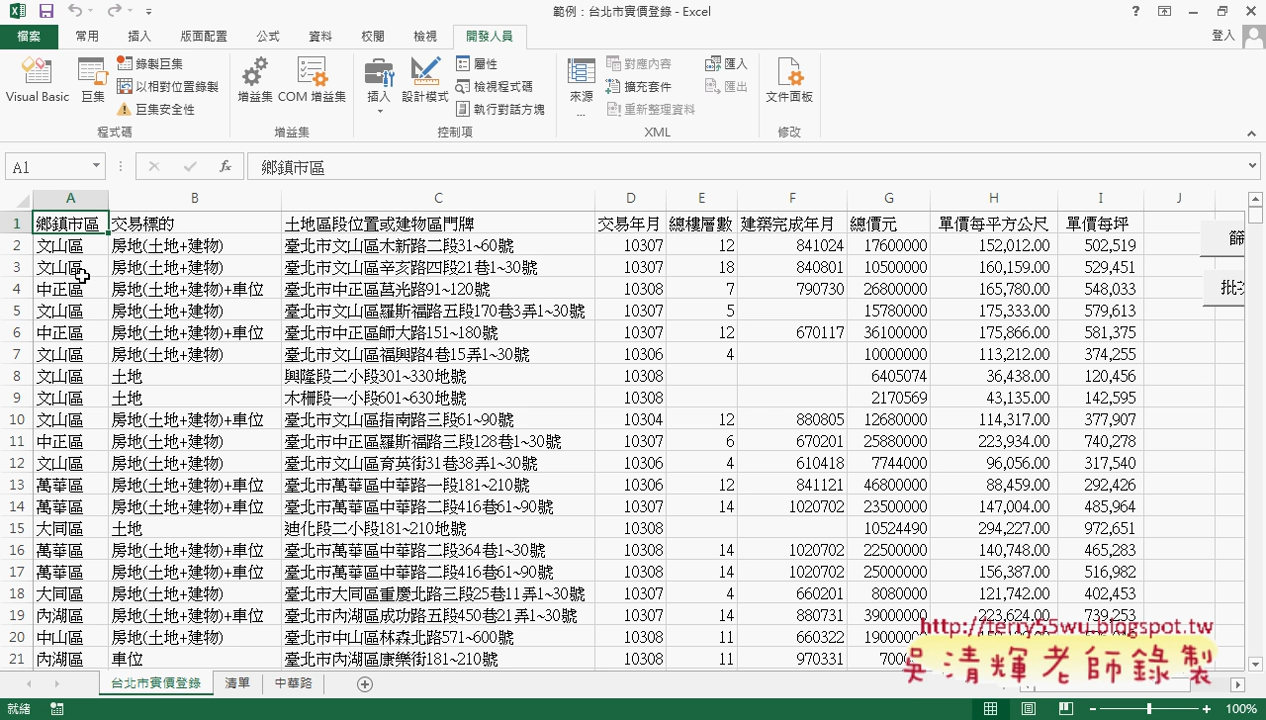 範例：台北市實價登錄 - Excel
檔案 常用 插入 版面配置 公式 資料 校閱 檢視 開發人員 登入
Visual Basic 巨集 錄製巨集 以相對位置錄製 巨集安全性 程式碼
增益集 COM 增益集 增益集
插入 設計模式 屬性 檢視程式碼 執行對話方塊 控制項
來源... 對應內容 擴充套件 重新整理資料 匯入 匯出 XML
文件面板 修改
A1 fx 鄉鎮市區
A B C D E F G H I J
1 鄉鎮市區 交易標的 土地區段位置或建物區門牌 交易年月 總樓層數 建築完成年月 總價元 單價每平方公尺 單價每坪
2 文山區 房地(土地+建物) 臺北市文山區木新路二段31~60號 10307 12 841024 17600000 152,012.00 502,519
篩
3 文山區 房地(土地+建物) 臺北市文山區辛亥路四段21巷1~30號 10307 18 840801 10500000 160,159.00 529,451
4 中正區 房地(土地+建物)+車位 臺北市中正區莒光路91~120號 10308 7 790730 26800000 165,780.00 548,033
批
5 文山區 房地(土地+建物) 臺北市文山區羅斯福路五段170巷3弄1~30號 10307 5 15780000 175,333.00 579,613
6 中正區 房地(土地+建物)+車位 臺北市中正區師大路151~180號 10307 12 670117 36100000 175,866.00 581,375
7 文山區 房地(土地+建物) 臺北市文山區福興路4巷15弄1~30號 10306 4 10000000 113,212.00 374,255
8 文山區 土地 興隆段二小段301~330地號 10308 6405074 36,438.00 120,456
9 文山區 土地 木柵段一小段601~630地號 10308 2170569 43,135.00 142,595
10 文山區 房地(土地+建物)+車位 臺北市文山區指南路三段61~90號 10304 12 880805 12680000 114,317.00 377,907
11 中正區 房地(土地+建物) 臺北市中正區羅斯福路三段128巷1~30號 10307 6 670201 25880000 223,934.00 740,278
12 文山區 房地(土地+建物) 臺北市文山區育英街31巷38弄1~30號 10306 4 610418 7744000 96,056.00 317,540
13 萬華區 房地(土地+建物)+車位 臺北市萬華區中華路一段181~210號 10306 12 841121 46800000 88,459.00 292,426
14 萬華區 房地(土地+建物)+車位 臺北市萬華區中華路二段416巷61~90號 10307 14 1020702 23500000 147,004.00 485,964
15 大同區 土地 迪化段二小段181~210地號 10308 10524490 294,227.00 972,651
16 萬華區 房地(土地+建物)+車位 臺北市萬華區中華路二段364巷1~30號 10308 14 1020702 22500000 140,748.00 465,283
17 萬華區 房地(土地+建物)+車位 臺北市萬華區中華路二段416巷61~90號 10307 14 1020702 25000000 156,387.00 516,982
18 大同區 房地(土地+建物) 臺北市大同區重慶北路三段25巷11弄1~30號 10307 4 660201 8080000 121,742.00 402,453
19 內湖區 房地(土地+建物)+車位 臺北市內湖區成功路五段450巷21弄1~30號 10307 14 880731 39000000 223,624.00 739,253
http://terry55wu.blogspot.tw
20 中山區 房地(土地+建物) 臺北市中山區林森北路571~600號 10308 11 660322 19000000
21 內湖區 車位 臺北市內湖區康樂街181~210號 10308 11 970331
吳清輝老師錄製
台北市實價登錄 清單 中華路
就緒 100%